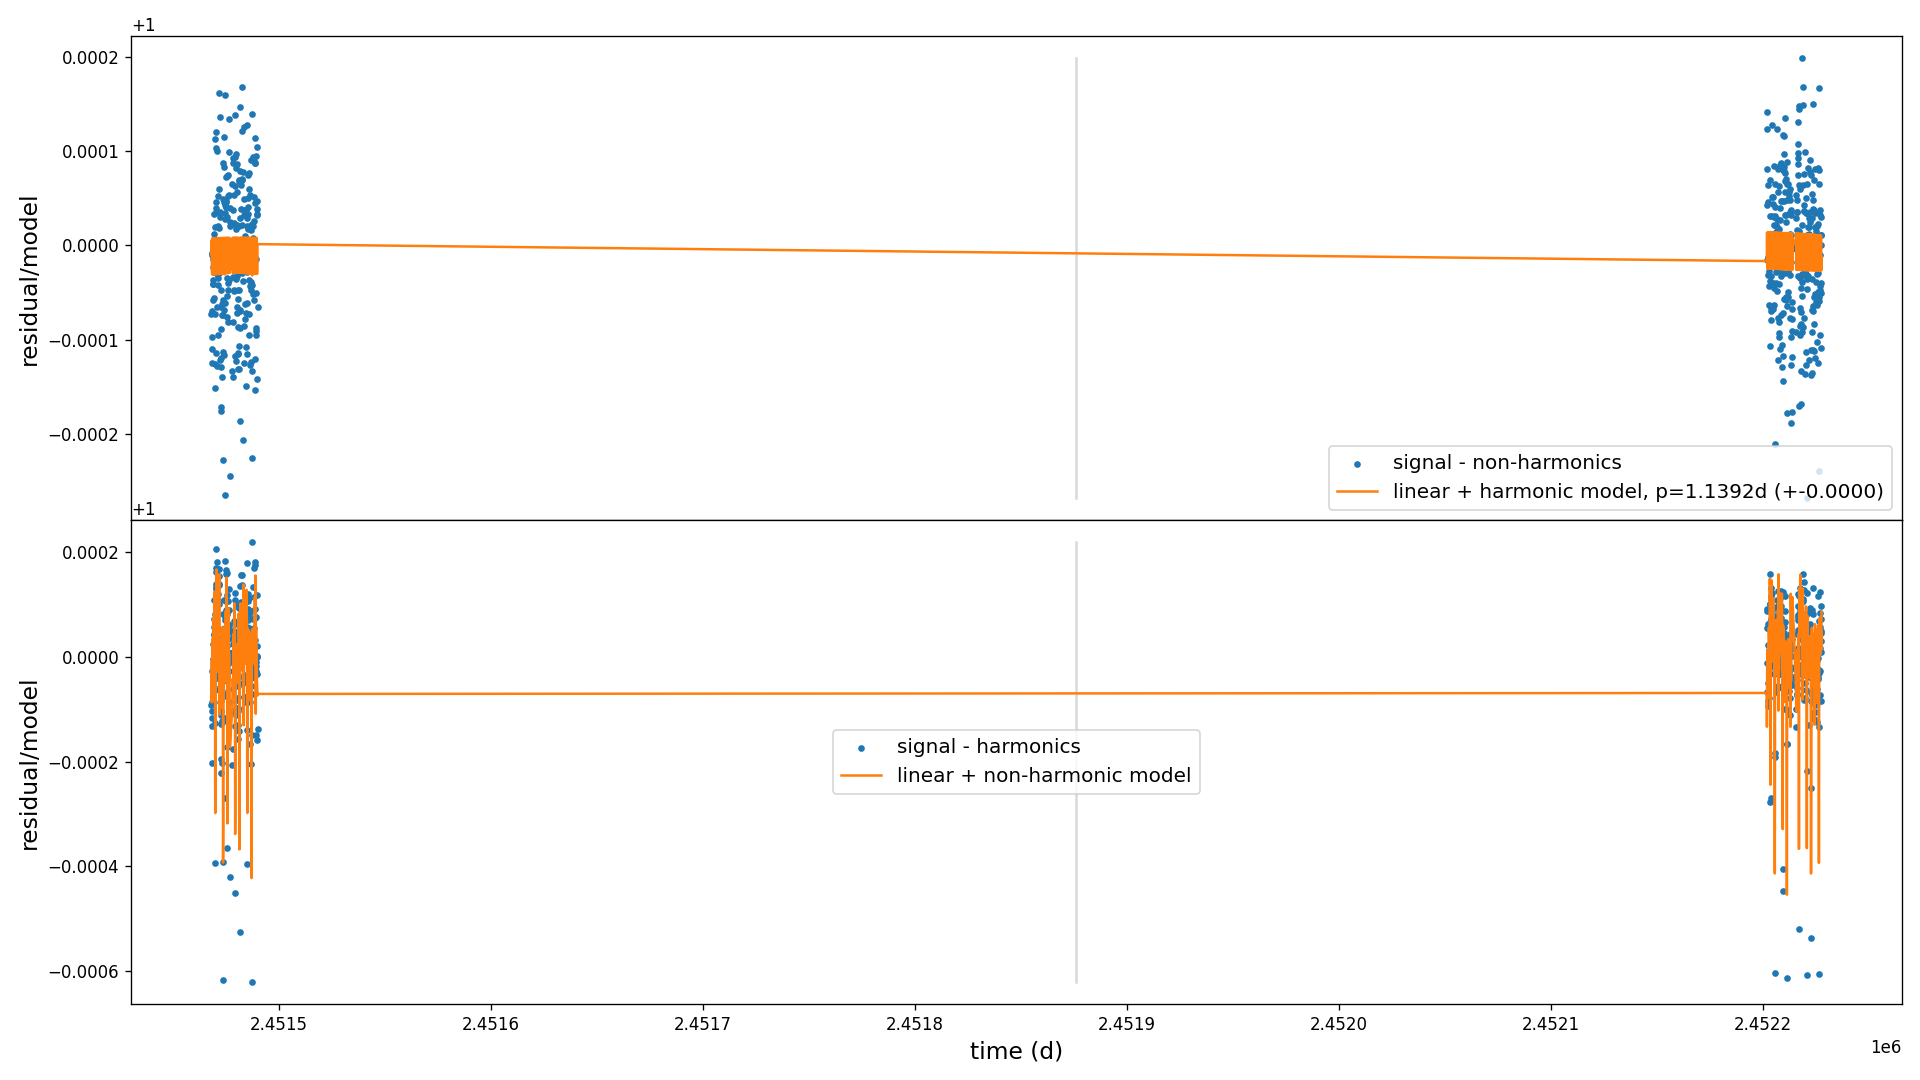 +1
0.0002
0.0001
0.0000
−0.0001
−0.0002
residual/model
signal - non-harmonics
linear + harmonic model, p=1.1392d (+-0.0000)
+1
0.0002
0.0000
−0.0002
−0.0004
−0.0006
residual/model
signal - harmonics
linear + non-harmonic model
2.4515 2.4516 2.4517 2.4518 2.4519 2.4520 2.4521 2.4522
1e6
time (d)